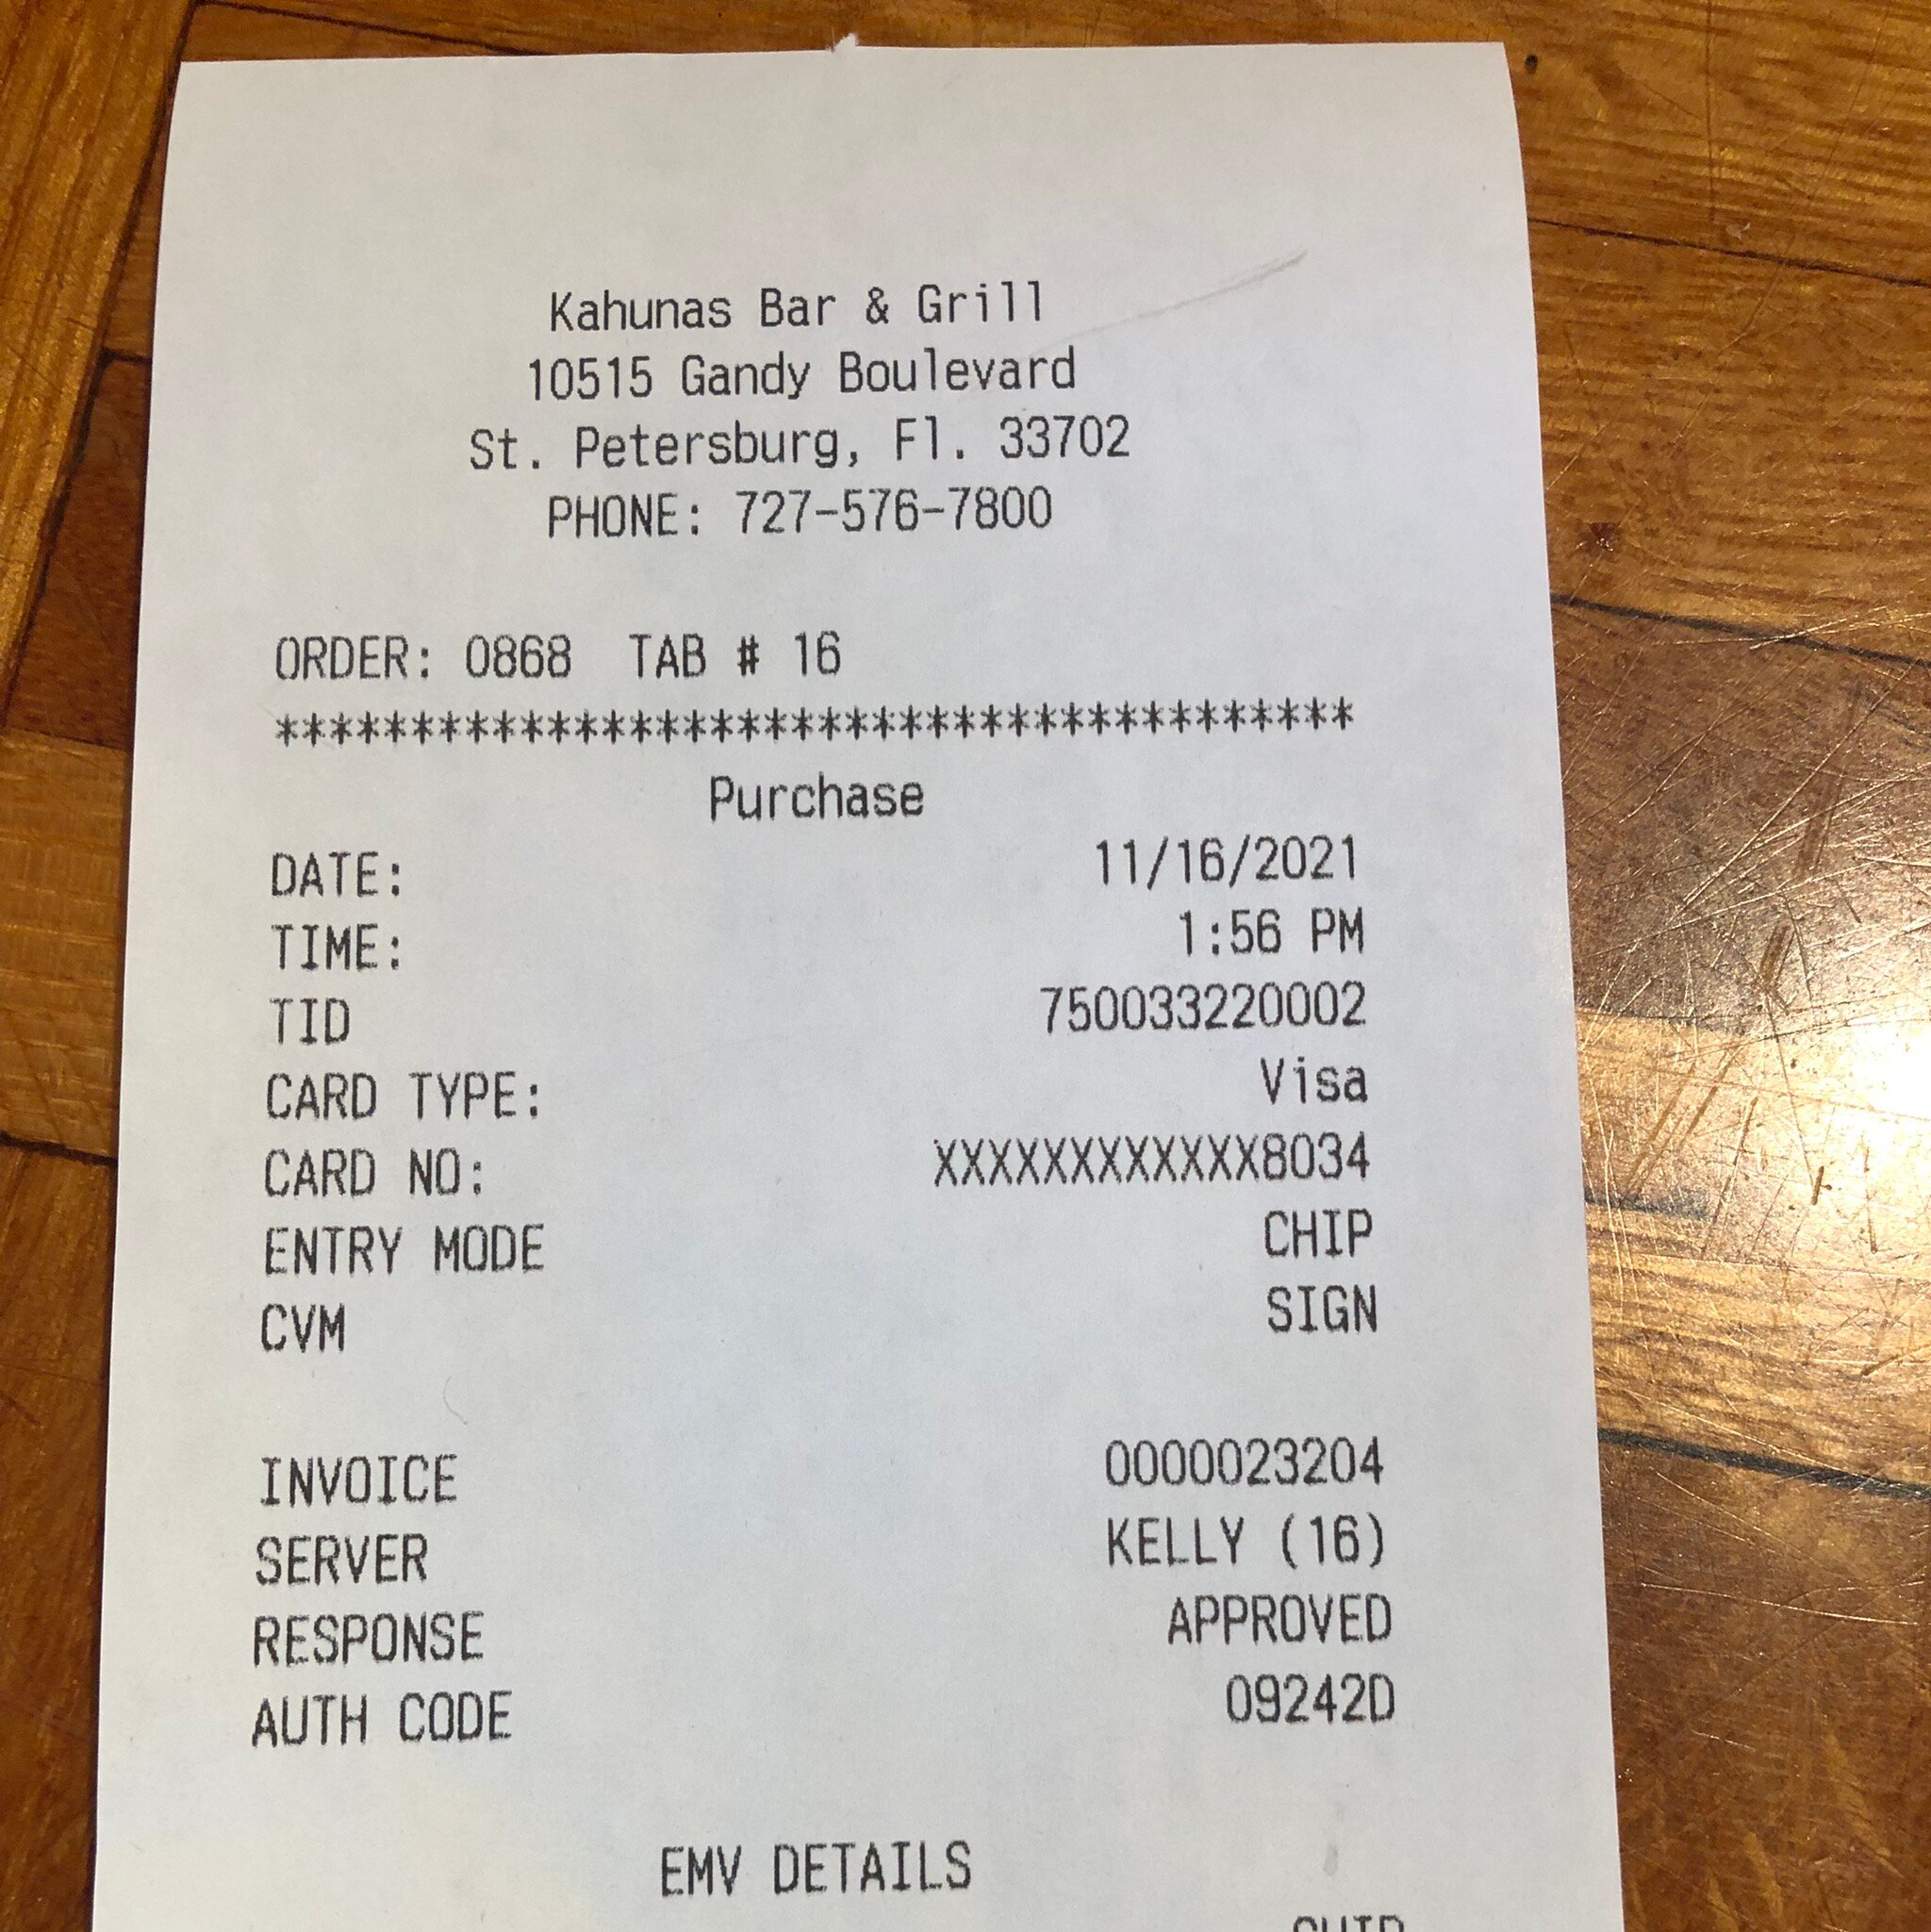 Kahunas Bar & Grill
10515 Gandy Boulevard
St. Petersburg, Fl. 33702
PHONE: 727-576-7800
ORDER: 0868 TAB # 16
****************************************
Purchase
DATE: 11/16/2021
TIME: 1:56 PM
TID 750033220002
CARD TYPE: Visa
CARD NO: XXXXXXXXXXXX8034
ENTRY MODE CHIP
CVM SIGN
INVOICE 0000023204
SERVER KELLY (16)
RESPONSE APPROVED
AUTH CODE 09242D
EMV DETAILS
CHIP